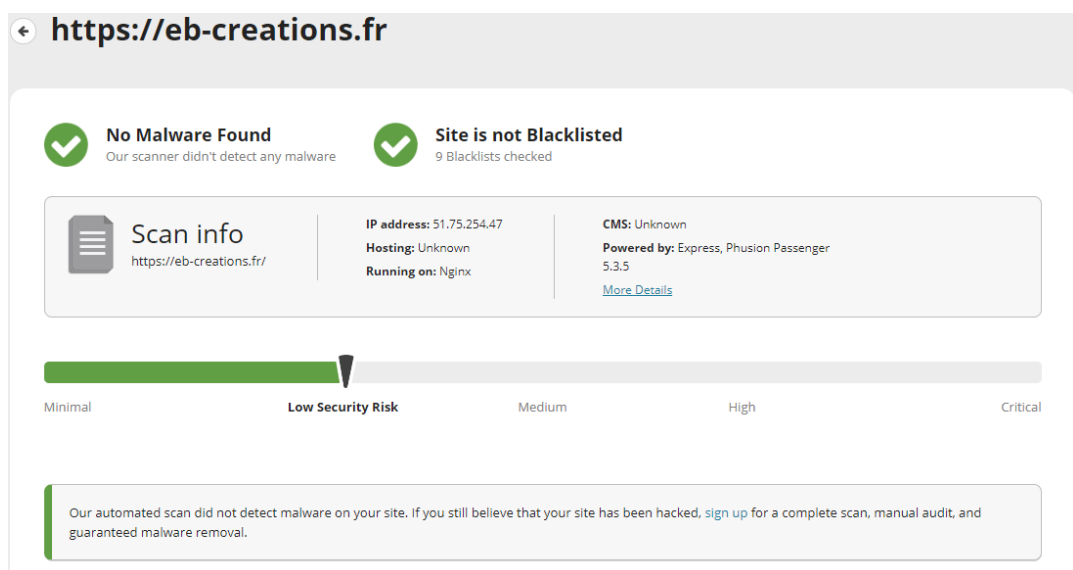 https://eb-creations.fr
No Malware Found
Our scanner didn't detect any malware
Site is not Blacklisted
9 Blacklists checked
Scan info
https://eb-creations.fr/
IP address: 51.75.254.47
Hosting: Unknown
Running on: Nginx
CMS: Unknown
Powered by: Express, Phusion Passenger
5.3.5
More Details
Minimal
Low Security Risk
Medium
High
Critical
Our automated scan did not detect malware on your site. If you still believe that your site has been hacked, sign up for a complete scan, manual audit, and
guaranteed malware removal.